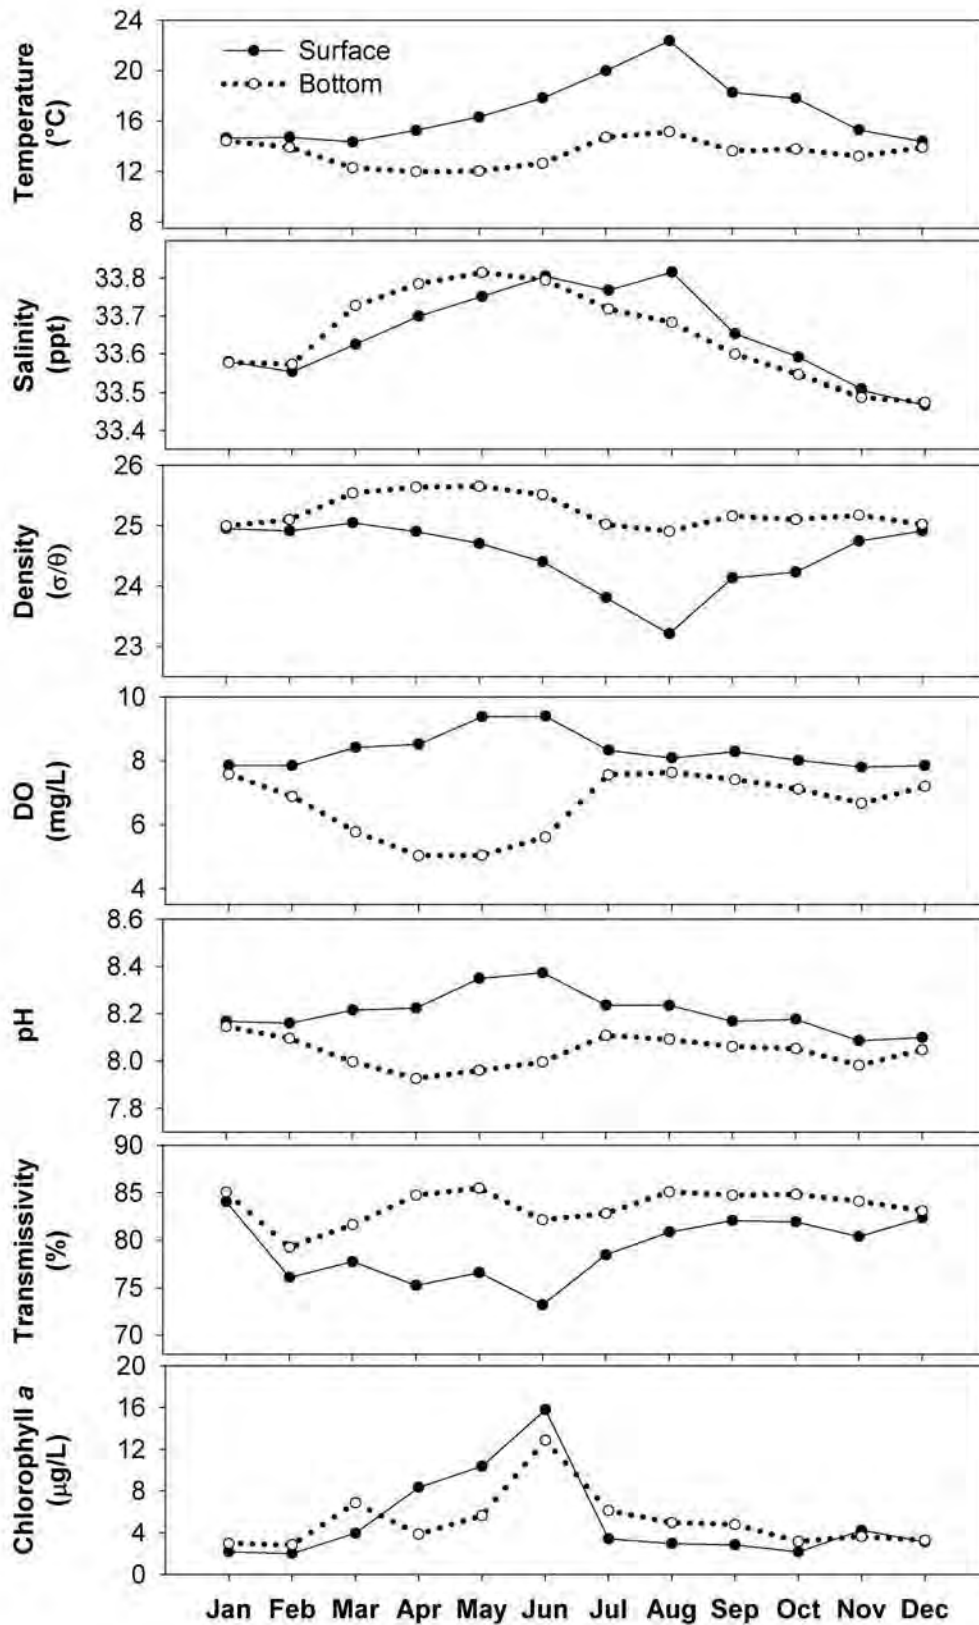 Temperature
(°C)
24
20
16
12
8
Surface
Bottom
Salinity
(ppt)
33.8
33.7
33.6
33.5
33.4
Density
(σ/θ)
26
25
24
23
DO
(mg/L)
10
8
6
4
pH
8.6
8.4
8.2
8.0
7.8
Transmissivity
(%)
90
85
80
75
70
Chlorophyll a
(µg/L)
20
16
12
8
4
0
Jan Feb Mar Apr May Jun Jul Aug Sep Oct Nov Dec